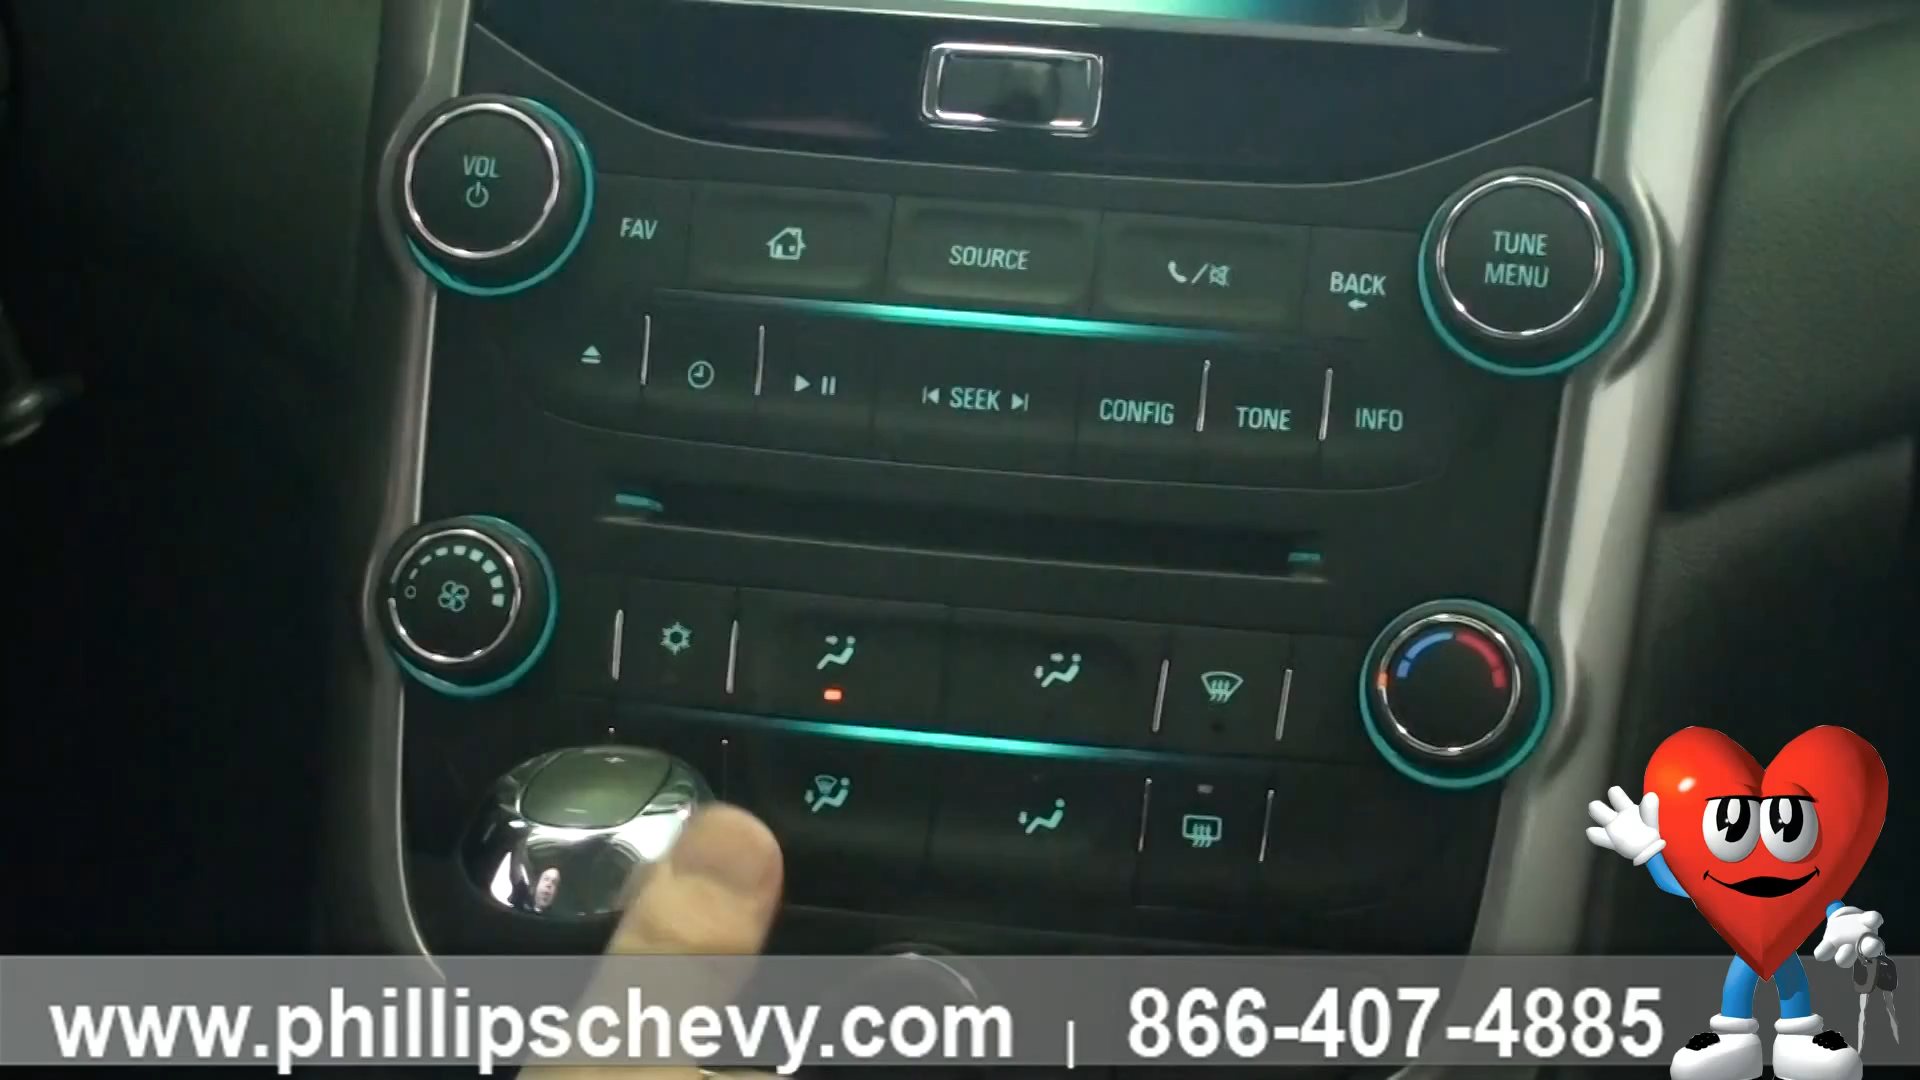 VOL
FAV
SOURCE
BACK
TUNE
MENU
SEEK
CONFIG
TONE
INFO
www.phillipschevy.com | 866-407-4885